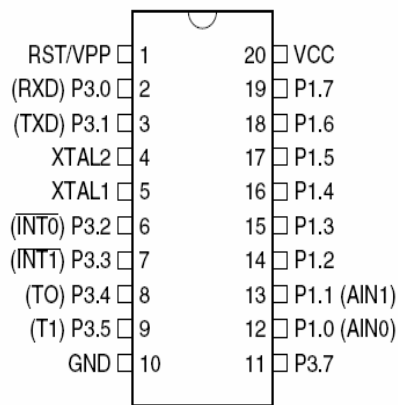 RST/VPP 1 20 VCC
(RXD) P3.0 2 19 P1.7
(TXD) P3.1 3 18 P1.6
XTAL2 4 17 P1.5
XTAL1 5 16 P1.4
(I̅N̅T̅0̅) P3.2 6 15 P1.3
(I̅N̅T̅1̅) P3.3 7 14 P1.2
(TO) P3.4 8 13 P1.1 (AIN1)
(T1) P3.5 9 12 P1.0 (AIN0)
GND 10 11 P3.7